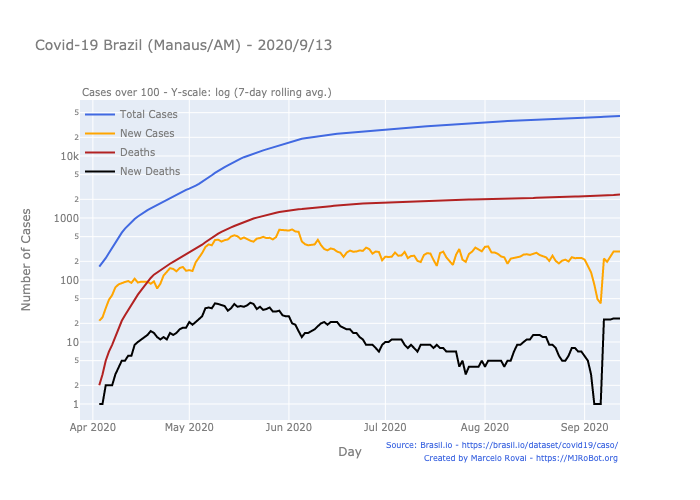 Covid-19 Brazil (Manaus/AM) - 2020/9/13
Cases over 100 - Y-scale: log (7-day rolling avg.)
Total Cases
New Cases
Deaths
New Deaths
5
2
10k
5
2
1000
5
2
100
5
2
10
5
2
1
Number of Cases
Apr 2020
May 2020
Jun 2020
Jul 2020
Aug 2020
Sep 2020
Day
Source: Brasil.io - https://brasil.io/dataset/covid19/caso/
Created by Marcelo Rovai - https://MJRoBot.org